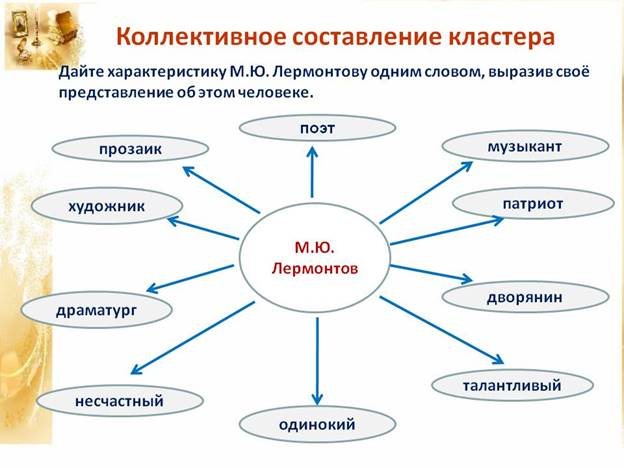 Коллективное составление кластера
Дайте характеристику М.Ю. Лермонтову одним словом, выразив своё
представление об этом человеке.
поэт
прозаик
музыкант
художник
патриот
М.Ю.
Лермонтов
драматург
дворянин
несчастный
талантливый
одинокий